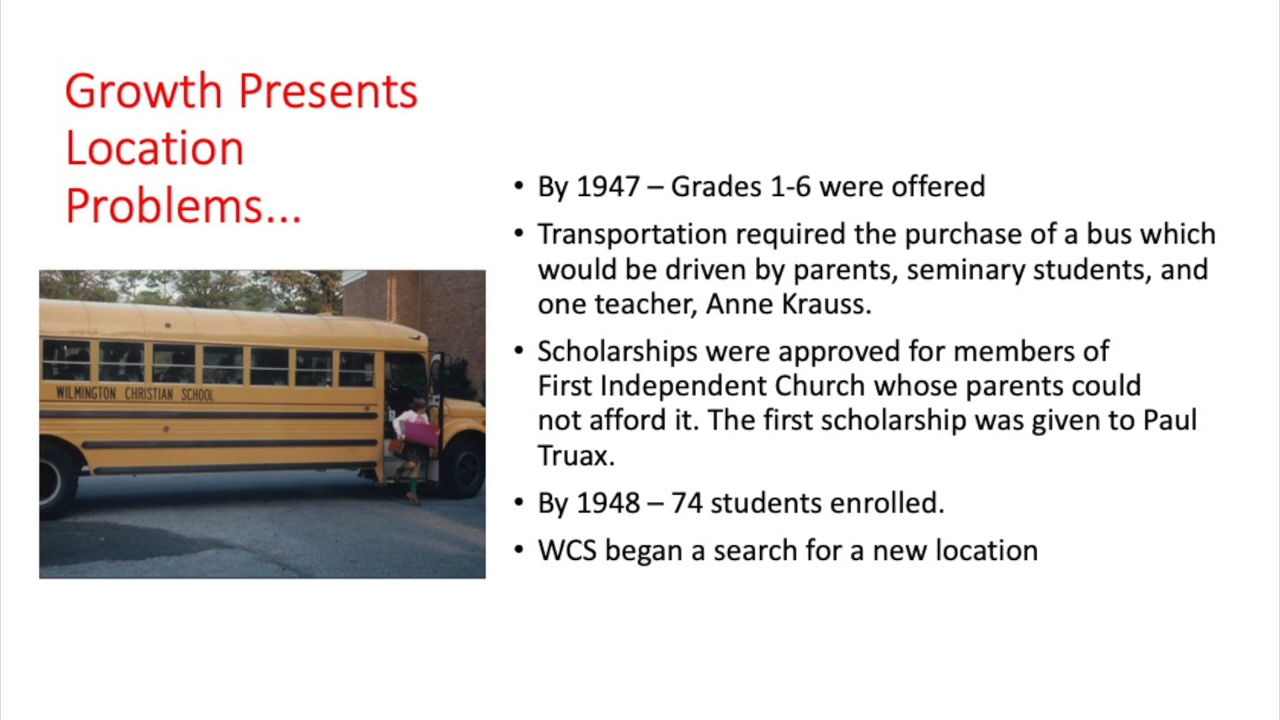 Growth Presents
Location
Problems...
WILMINGTON CHRISTIAN SCHOOL
• By 1947 – Grades 1-6 were offered
• Transportation required the purchase of a bus which
would be driven by parents, seminary students, and
one teacher, Anne Krauss.
• Scholarships were approved for members of
First Independent Church whose parents could
not afford it. The first scholarship was given to Paul
Truax.
• By 1948 – 74 students enrolled.
• WCS began a search for a new location